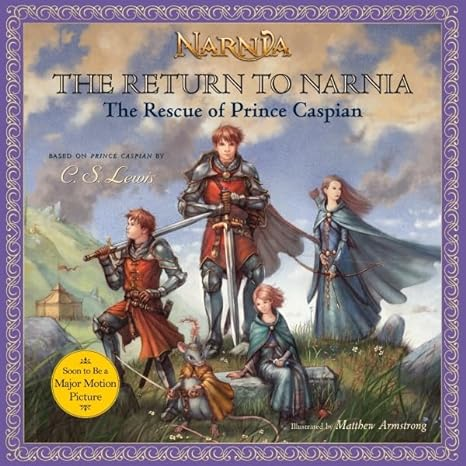 NARNIA
THE RETURN TO NARNIA
The Rescue of Prince Caspian
BASED ON PRINCE CASPIAN BY
C. S. Lewis
Soon to Be a
Major Motion
Picture
Illustrated by Matthew Armstrong